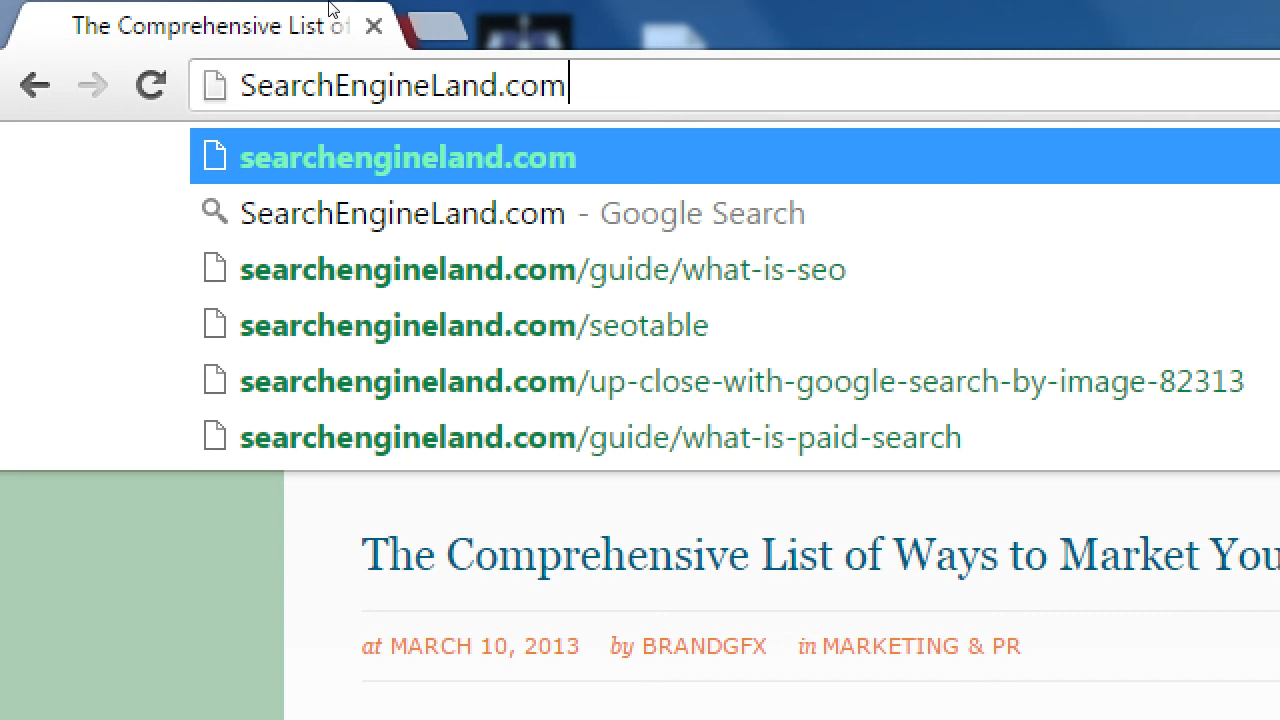 The Comprehensive List of
SearchEngineLand.com
searchengineland.com
SearchEngineLand.com - Google Search
searchengineland.com/guide/what-is-seo
searchengineland.com/seotable
searchengineland.com/up-close-with-google-search-by-image-82313
searchengineland.com/guide/what-is-paid-search
The Comprehensive List of Ways to Market You
at MARCH 10, 2013 by BRANDGFX in MARKETING & PR